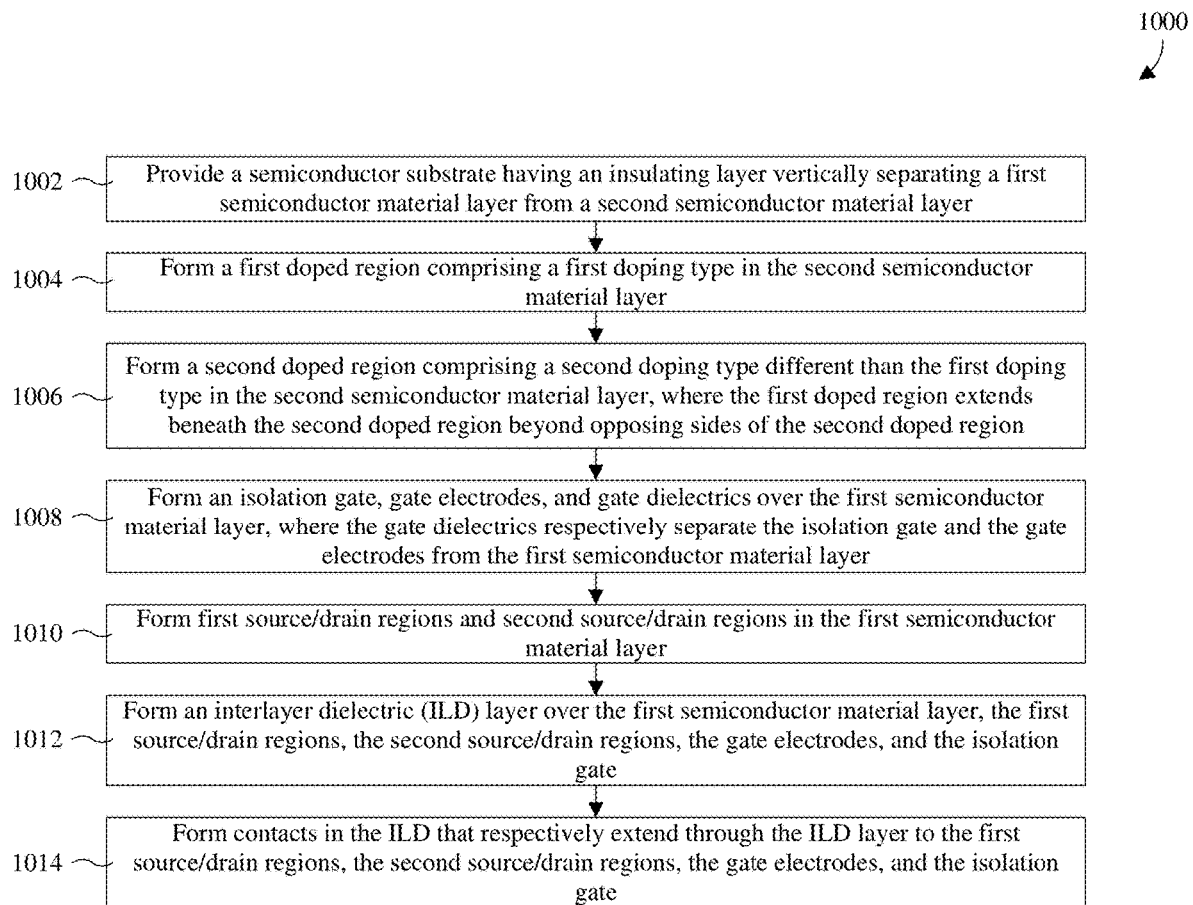 1000
1002
Provide a semiconductor substrate having an insulating layer vertically separating a first
semiconductor material layer from a second semiconductor material layer
1004
Form a first doped region comprising a first doping type in the second semiconductor
material layer
1006
Form a second doped region comprising a second doping type different than the first doping
type in the second semiconductor material layer, where the first doped region extends
beneath the second doped region beyond opposing sides of the second doped region
1008
Form an isolation gate, gate electrodes, and gate dielectrics over the first semiconductor
material layer, where the gate dielectrics respectively separate the isolation gate and the gate
electrodes from the first semiconductor material layer
1010
Form first source/drain regions and second source/drain regions in the first semiconductor
material layer
1012
Form an interlayer dielectric (ILD) layer over the first semiconductor material layer, the first
source/drain regions, the second source/drain regions, the gate electrodes, and the isolation
gate
1014
Form contacts in the ILD that respectively extend through the ILD layer to the first
source/drain regions, the second source/drain regions, the gate electrodes, and the isolation
gate